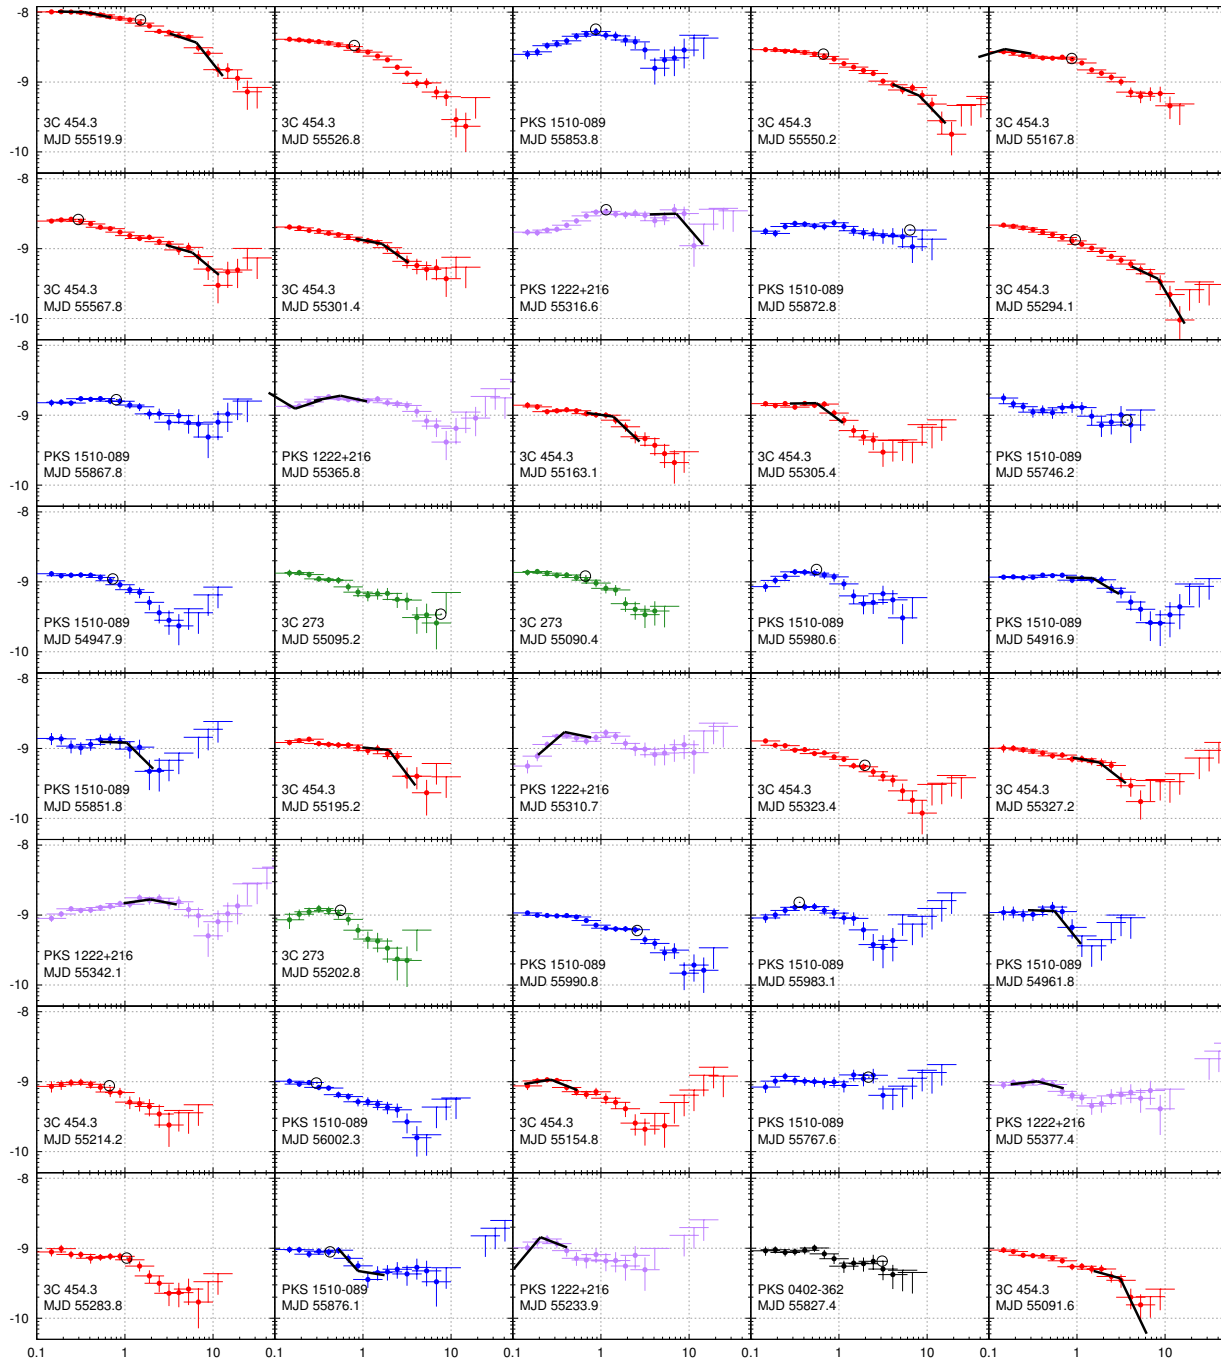 -8
-9
-10
3C 454.3
MJD 55519.9
3C 454.3
MJD 55526.8
PKS 1510-089
MJD 55853.8
3C 454.3
MJD 55550.2
3C 454.3
MJD 55167.8
-8
-9
-10
3C 454.3
MJD 55567.8
3C 454.3
MJD 55301.4
PKS 1222+216
MJD 55316.6
PKS 1510-089
MJD 55872.8
3C 454.3
MJD 55294.1
-8
-9
-10
PKS 1510-089
MJD 55867.8
PKS 1222+216
MJD 55365.8
3C 454.3
MJD 55163.1
3C 454.3
MJD 55305.4
PKS 1510-089
MJD 55746.2
-8
-9
-10
PKS 1510-089
MJD 54947.9
3C 273
MJD 55095.2
3C 273
MJD 55090.4
PKS 1510-089
MJD 55980.6
PKS 1510-089
MJD 54916.9
-8
-9
-10
PKS 1510-089
MJD 55851.8
3C 454.3
MJD 55195.2
PKS 1222+216
MJD 55310.7
3C 454.3
MJD 55323.4
3C 454.3
MJD 55327.2
-8
-9
-10
PKS 1222+216
MJD 55342.1
3C 273
MJD 55202.8
PKS 1510-089
MJD 55990.8
PKS 1510-089
MJD 55983.1
PKS 1510-089
MJD 54961.8
-8
-9
-10
3C 454.3
MJD 55214.2
PKS 1510-089
MJD 56002.3
3C 454.3
MJD 55154.8
PKS 1510-089
MJD 55767.6
PKS 1222+216
MJD 55377.4
-8
-9
-10
3C 454.3
MJD 55283.8
PKS 1510-089
MJD 55876.1
PKS 1222+216
MJD 55233.9
PKS 0402-362
MJD 55827.4
3C 454.3
MJD 55091.6
0.1 1 10 0.1 1 10 0.1 1 10 0.1 1 10 0.1 1 10